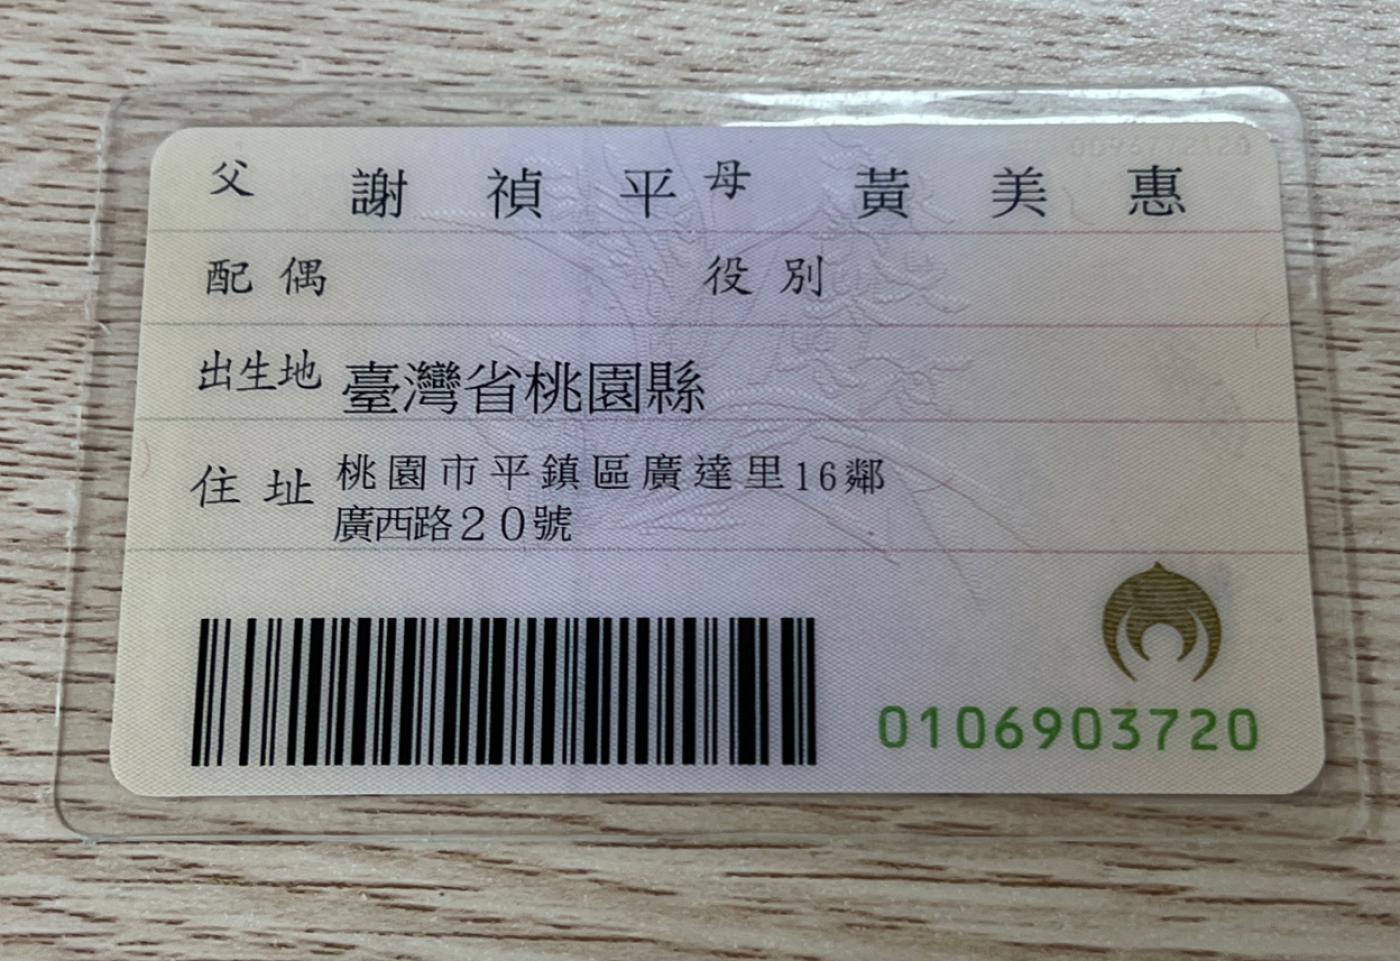 父 謝禎平 母 黃美惠
配偶 役別
出生地 臺灣省桃園縣
住址 桃園市平鎮區廣達里16鄰
廣西路20號
0106903720